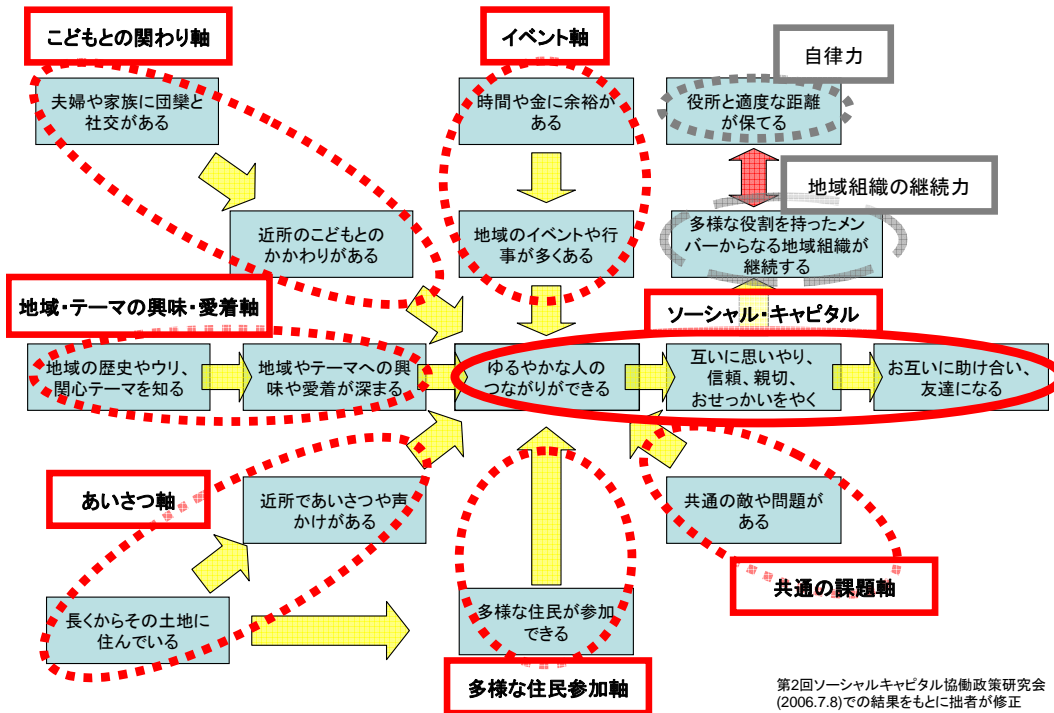 こどもとの関わり軸
イベント軸
自律力
夫婦や家族に団欒と
社交がある
時間や金に余裕が
ある
役所と適度な距離
が保てる
地域組織の継続力
近所のこどもとの
かかわりがある
地域のイベントや行
事が多くある
多様な役割を持ったメン
バーからなる地域組織が
継続する
地域・テーマの興味・愛着軸
ソーシャル・キャピタル
地域の歴史やウリ、
関心テーマを知る
地域やテーマへの興
味や愛着が深まる
ゆるやかな人の
つながりができる
互いに思いやり、
信頼、親切、
おせっかいをやく
お互いに助け合い、
友達になる
あいさつ軸
近所であいさつや声
かけがある
共通の敵や問題が
ある
共通の課題軸
長くからその土地に
住んでいる
多様な住民が参加
できる
多様な住民参加軸
第2回ソーシャルキャピタル協働政策研究会
(2006.7.8)での結果をもとに拙者が修正